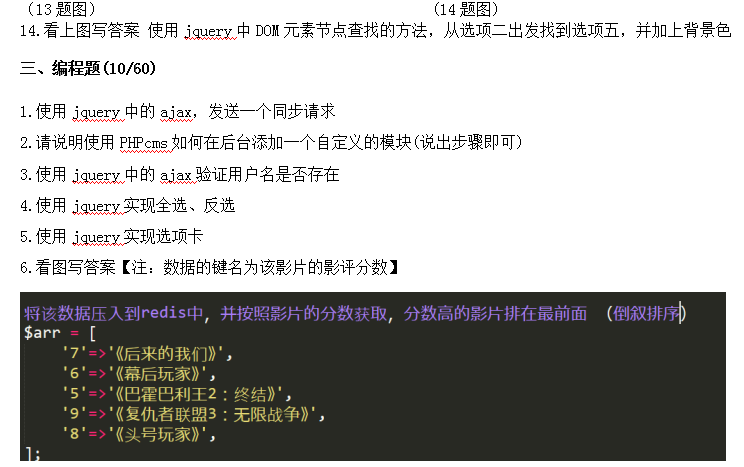 （13题图） （14题图）
14.看上图写答案 使用 jquery 中 DOM 元素节点查找的方法，从选项二出发找到选项五，并加上背景色
三、编程题(10/60)
1.使用 jquery 中的 ajax，发送一个同步请求
2.请说明使用 PHPcms 如何在后台添加一个自定义的模块(说出步骤即可)
3.使用 jquery 中的 ajax 验证用户名是否存在
4.使用 jquery 实现全选、反选
5.使用 jquery 实现选项卡
6.看图写答案【注：数据的键名为该影片的影评分数】
将该数据压入到redis中，并按照影片的分数获取，分数高的影片排在最前面 （倒叙排序）
$arr = [
'7'=>'《后来的我们》',
'6'=>'《幕后玩家》',
'5'=>'《巴霍巴利王2：终结》',
'9'=>'《复仇者联盟3：无限战争》',
'8'=>'《头号玩家》',
];